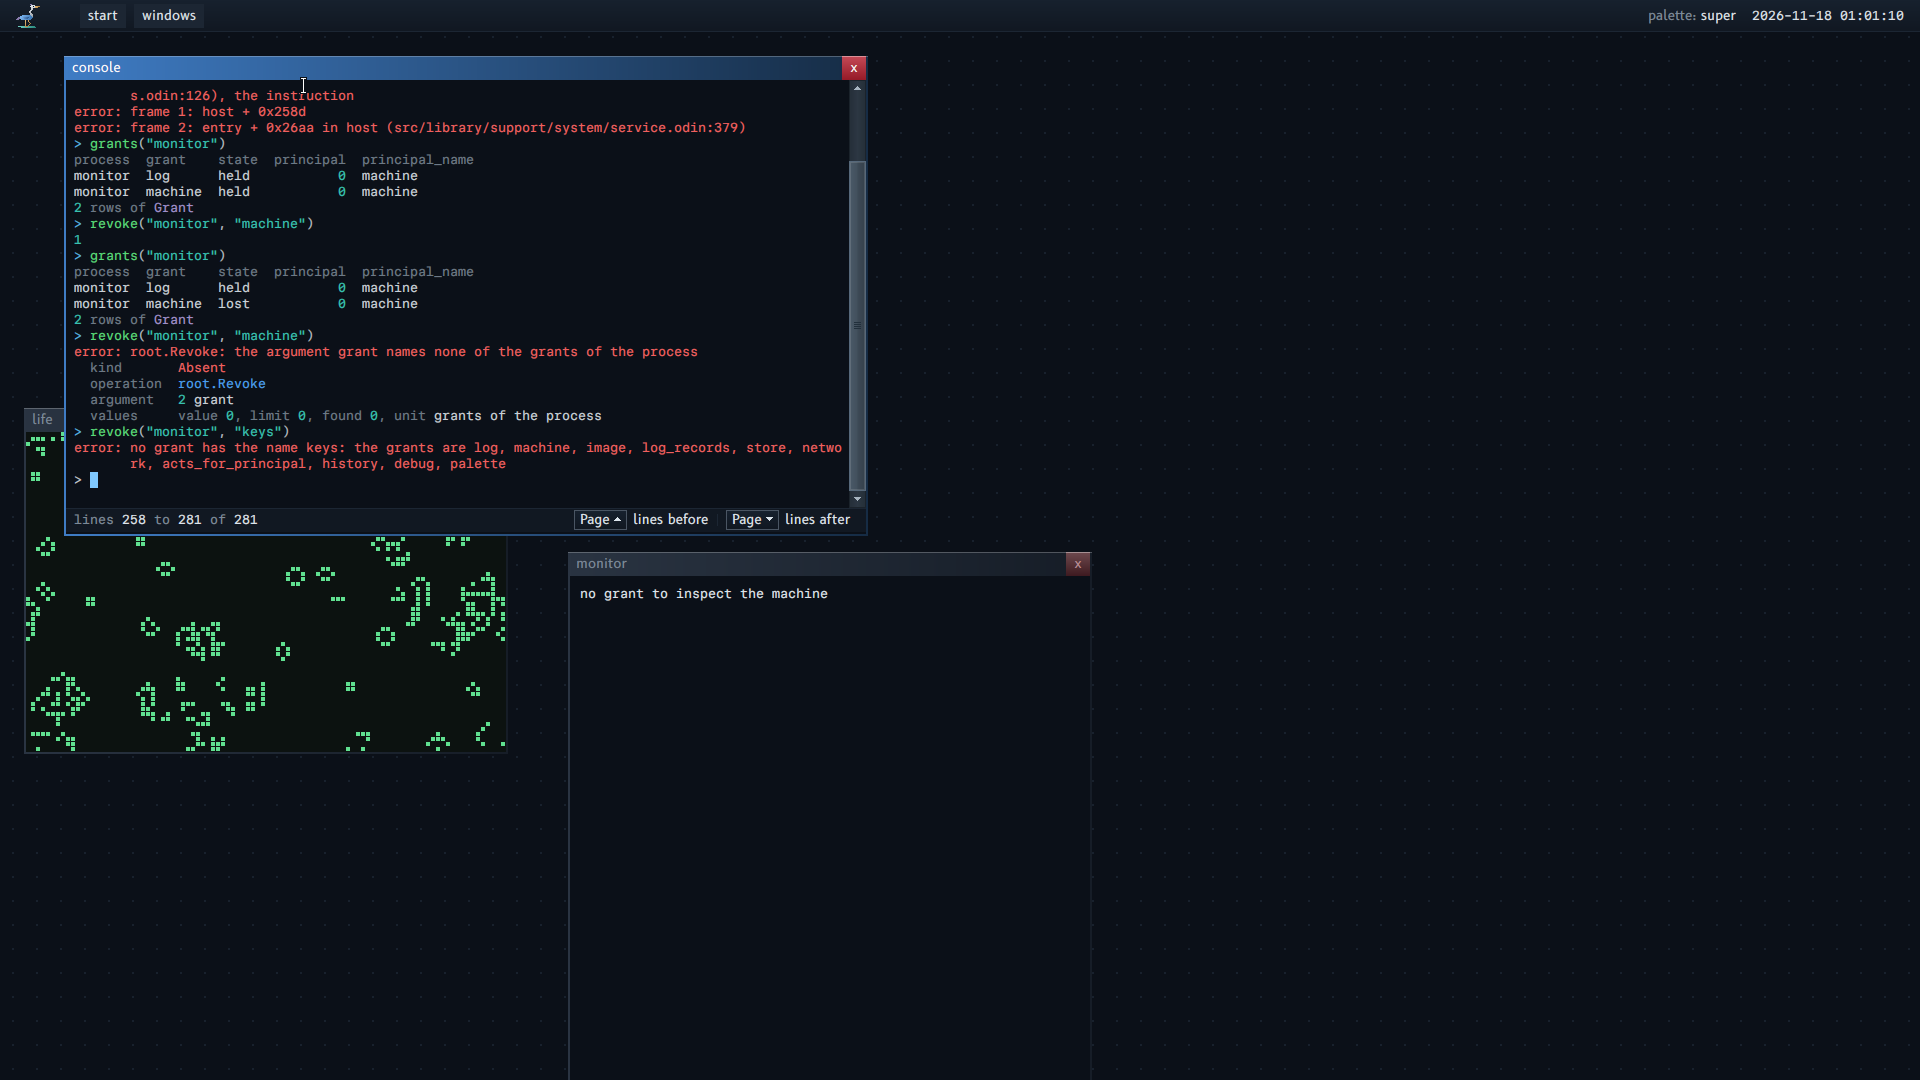 start windows palette: super 2026-11-18 01:01:10
console x
s.odin:126), the instruction
error: frame 1: host + 0x258d
error: frame 2: entry + 0x26aa in host (src/library/support/system/service.odin:379)
> grants("monitor")
process grant state principal principal_name
monitor log held 0 machine
monitor machine held 0 machine
2 rows of Grant
> revoke("monitor", "machine")
1
> grants("monitor")
process grant state principal principal_name
monitor log held 0 machine
monitor machine lost 0 machine
2 rows of Grant
> revoke("monitor", "machine")
error: root.Revoke: the argument grant names none of the grants of the process
kind Absent
operation root.Revoke
argument 2 grant
values value 0, limit 0, found 0, unit grants of the process
> revoke("monitor", "keys")
error: no grant has the name keys: the grants are log, machine, image, log_records, store, netwo
rk, acts_for_principal, history, debug, palette
>
lines 258 to 281 of 281 Page lines before Page lines after
life
monitor x
no grant to inspect the machine